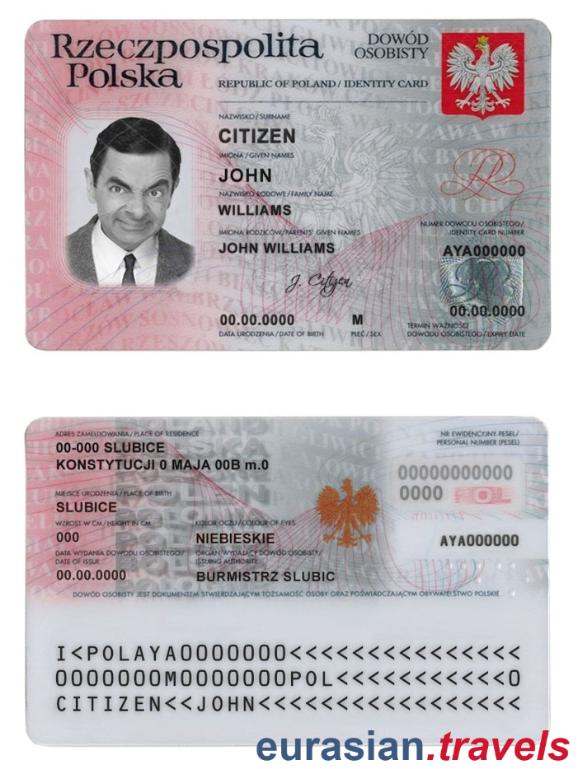 Rzeczpospolita
Polska
DOWÓD
OSOBISTY
REPUBLIC OF POLAND / IDENTITY CARD
NAZWISKO / SURNAME
CITIZEN
IMIONA / GIVEN NAMES
JOHN
NAZWISKO RODOWE / FAMILY NAME
WILLIAMS
IMIONA RODZICÓW / PARENTS' GIVEN NAMES
JOHN WILLIAMS
NUMER DOWODU OSOBISTEGO /
IDENTITY CARD NUMBER
AYA000000
J. Citizen
00.00.0000 M
DATA URODZENIA / DATE OF BIRTH PŁEĆ / SEX
00.00.0000
TERMIN WAŻNOŚCI
DOWODU OSOBISTEGO / EXPIRY DATE
ADRES ZAMELDOWANIA / PLACE OF RESIDENCE
00-000 SLUBICE
KONSTYTUCJI 0 MAJA 00B m.0
NR EWIDENCYJNY PESEL/
PERSONAL NUMBER (PESEL)
00000000000
0000 POL
MIEJSCE URODZENIA / PLACE OF BIRTH
SLUBICE
WZROST W CM / HEIGHT IN CM KOLOR OCZU / COLOUR OF EYES
000 NIEBIESKIE
AYA000000
DATA WYDANIA DOWODU OSOBISTEGO /
DATE OF ISSUE
ORGAN WYDAJĄCY DOWÓD OSOBISTY/
ISSUING AUTHORITY
00.00.0000 BURMISTRZ SLUBIC
DOWÓD OSOBISTY JEST DOKUMENTEM STWIERDZAJĄCYM TOŻSAMOŚĆ OSOBY ORAZ POŚWIADCZAJĄCYM OBYWATELSTWO POLSKIE
I<POLAYA0000000<<<<<<<<<<<<<<<
0000000M0000000POL<<<<<<<<<<<0
CITIZEN<<JOHN<<<<<<<<<<<<<<<<<
eurasian.travels